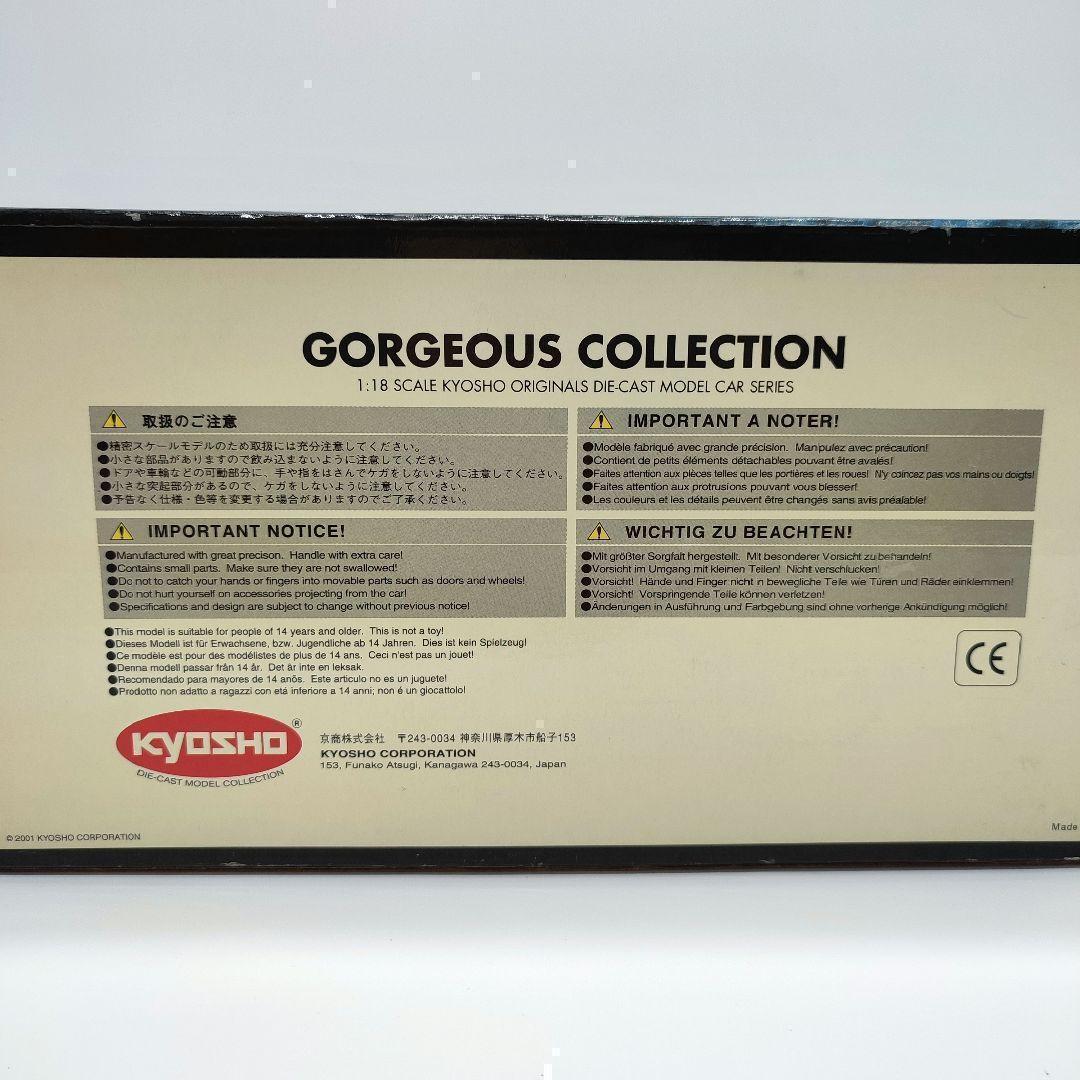 GORGEOUS COLLECTION
1:18 SCALE KYOSHO ORIGINALS DIE-CAST MODEL CAR SERIES
取扱のご注意
●精密スケールモデルのため取扱には充分注意してください。
●小さな部品がありますので飲み込まないように注意してください。
●ドアや車輪などの可動部分に、手や指をはさんでケガをしないように注意してください。
●小さな突起部分があるので、ケガをしないように注意してください。
●予告なく仕様・色等を変更する場合がありますのでご了承ください。
IMPORTANT A NOTER!
●Modèle fabriqué avec grande précision. Manipulez avec précaution!
●Contient de petits éléments détachables pouvant être avalés!
●Faites attention aux pièces telles que les portières et les roues! N'y coincez pas vos mains ou doigts!
●Faites attention aux protrusions pouvant vous blesser!
●Les couleurs et les détails peuvent être changés sans avis préalable!
IMPORTANT NOTICE!
●Manufactured with great precison. Handle with extra care!
●Contains small parts. Make sure they are not swallowed!
●Do not to catch your hands or fingers into movable parts such as doors and wheels!
●Do not hurt yourself on accessories projecting from the car!
●Specifications and design are subject to change without previous notice!
WICHTIG ZU BEACHTEN!
●Mit größter Sorgfalt hergestellt. Mit besonderer Vorsicht zu behandeln!
●Vorsicht im Umgang mit kleinen Teilen! Nicht verschlucken!
●Vorsicht! Hände und Finger nicht in bewegliche Teile wie Türen und Räder einklemmen!
●Vorsicht! Vorspringende Teile können verletzen!
●Änderungen in Ausführung und Farbgebung sind ohne vorherige Ankündigung möglich!
●This model is suitable for people of 14 years and older. This is not a toy!
●Dieses Modell ist für Erwachsene, bzw. Jugendliche ab 14 Jahren. Dies ist kein Spielzeug!
●Ce modèle est pour des modélistes de plus de 14 ans. Ceci n'est pas un jouet!
●Denna modell passar från 14 år. Det är inte en leksak.
●Recomendado para mayores de 14 anõs. Este articulo no es un juguete!
●Prodotto non adatto a ragazzi con etá inferiore a 14 anni; non é un giocattolo!
CE
KYOSHO®
DIE-CAST MODEL COLLECTION
京商株式会社 〒243-0034 神奈川県厚木市船子153
KYOSHO CORPORATION
153, Funako Atsugi, Kanagawa 243-0034, Japan
© 2001 KYOSHO CORPORATION
Made